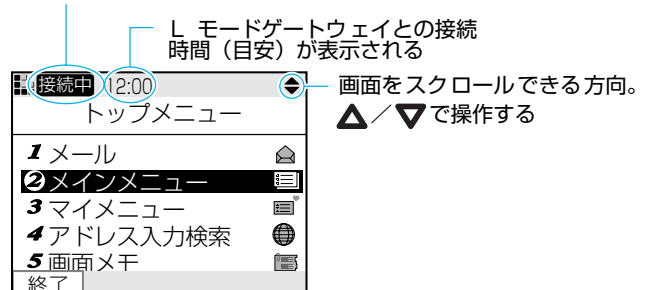 L モードゲートウェイとの接続
時間（目安）が表示される
接続中 12:00
画面をスクロールできる方向。
△／▽で操作する
トップメニュー
1 メール
2 メインメニュー
3 マイメニュー
4 アドレス入力検索
5 画面メモ
終了